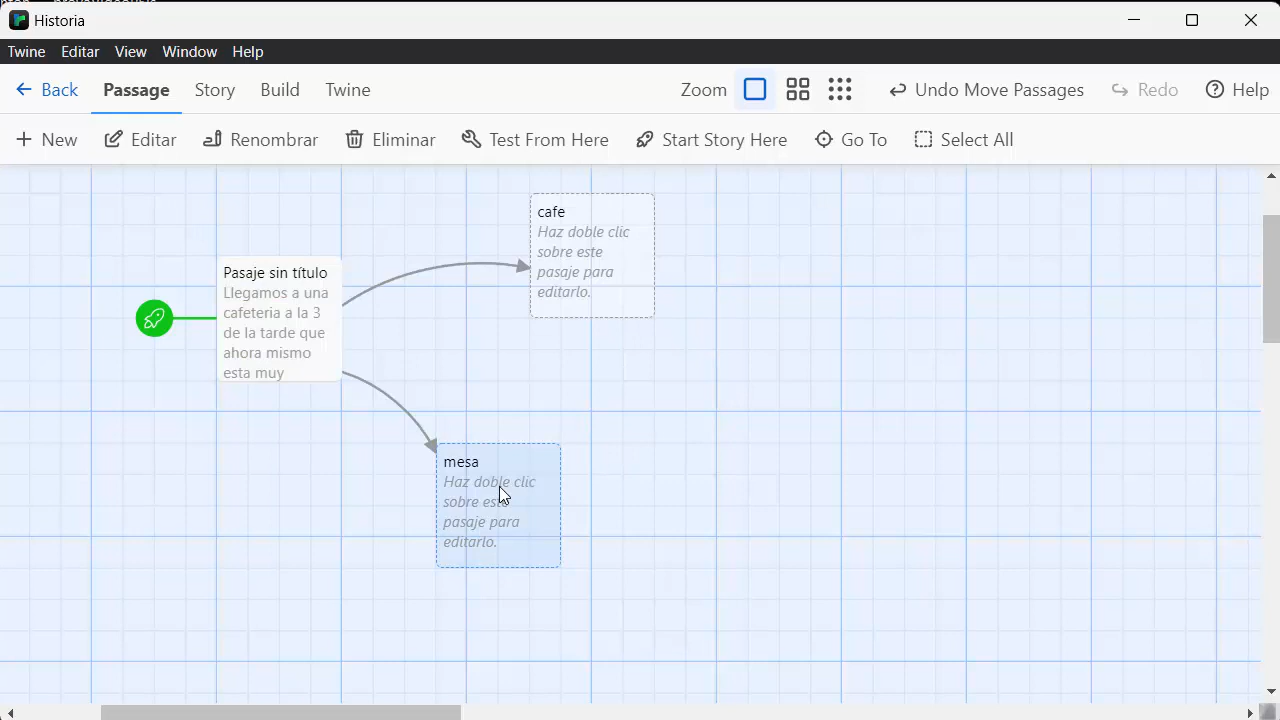 Historia
Twine Editar View Window Help
Back Passage Story Build Twine Zoom Undo Move Passages Redo Help
New Editar Renombrar Eliminar Test From Here Start Story Here Go To Select All
cafe
Haz doble clic
sobre este
pasaje para
editarlo.
Pasaje sin título
Llegamos a una
cafeteria a la 3
de la tarde que
ahora mismo
esta muy
mesa
Haz doble clic
sobre este
pasaje para
editarlo.